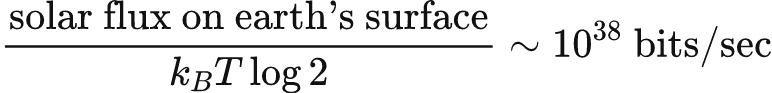 solar flux on earth's surface
k_B T log 2
∼ 10^38 bits/sec